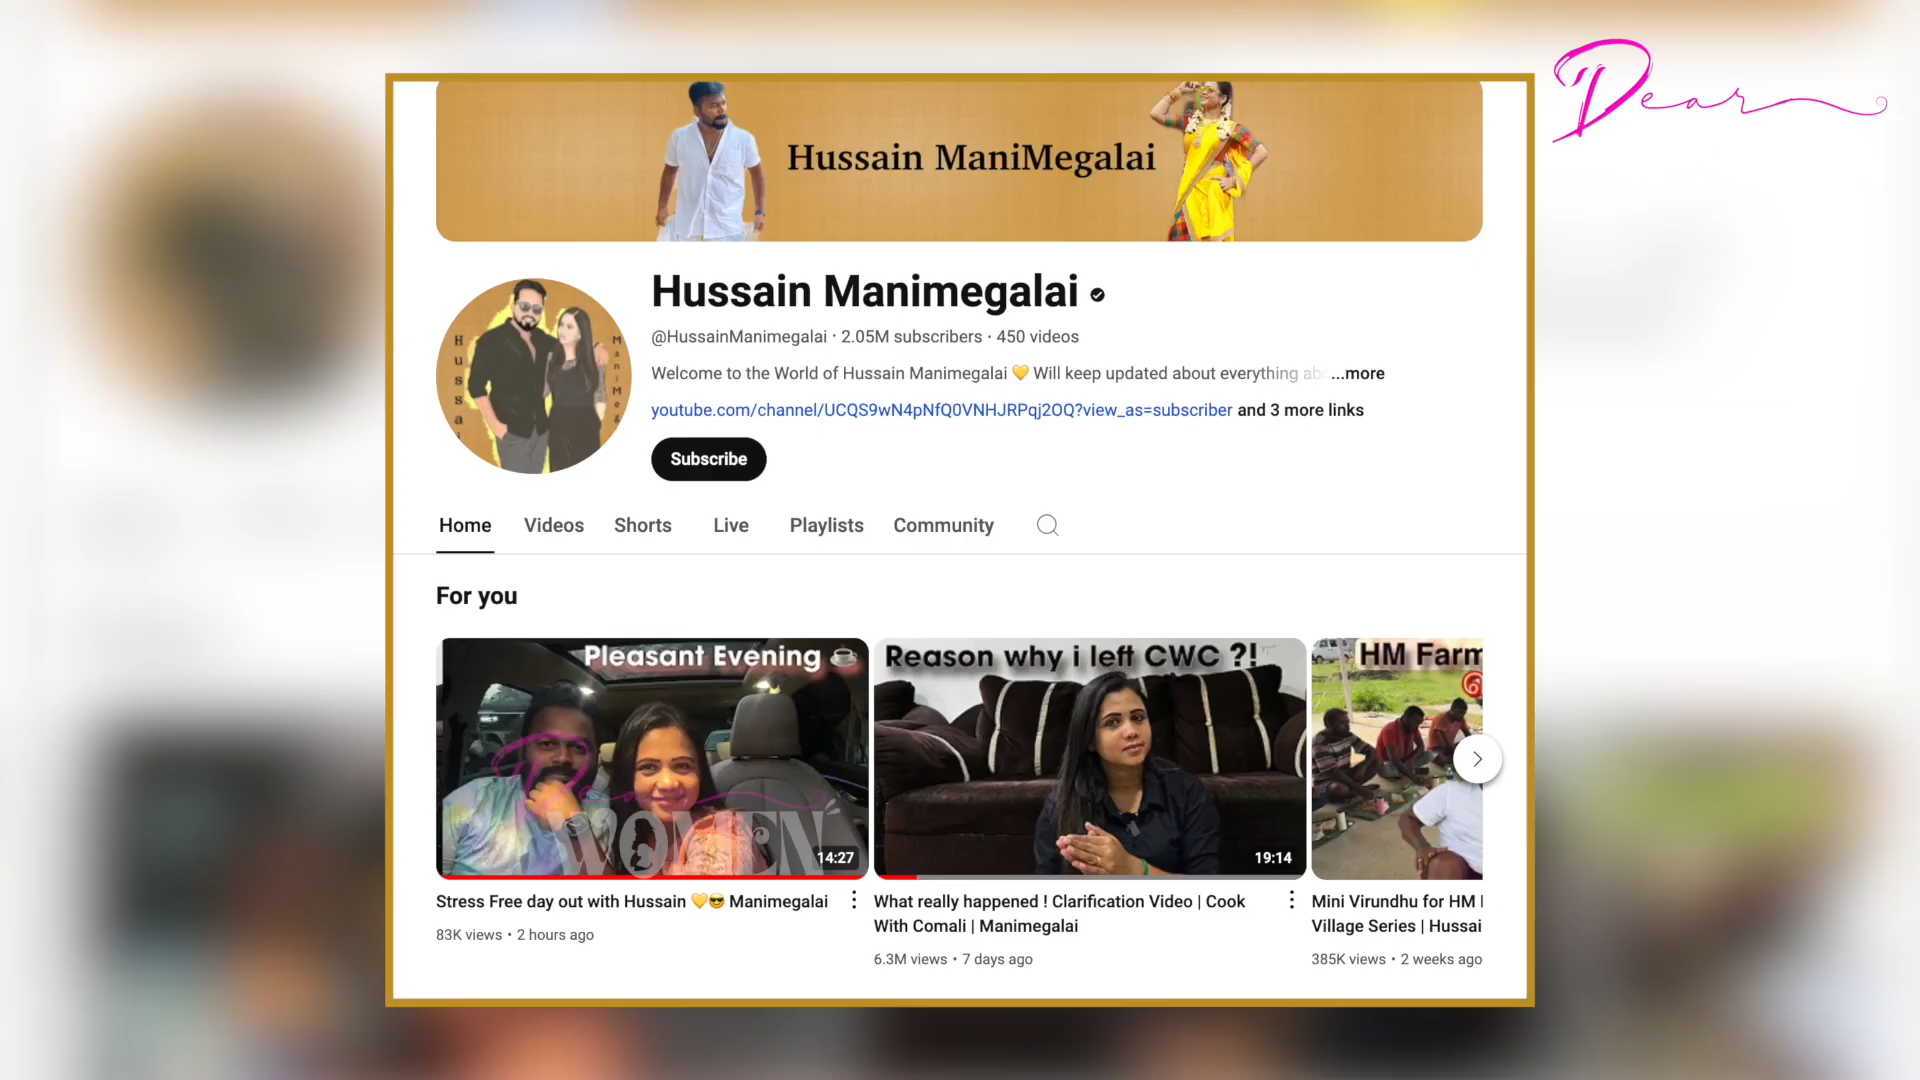 Dear
Hussain ManiMegalai
Hussain Manimegalai
@HussainManimegalai · 2.05M subscribers · 450 videos
Welcome to the World of Hussain Manimegalai 💛 Will keep updated about everything ...more
youtube.com/channel/UCQS9wN4pNfQ0VNHJRPqj2OQ?view_as=subscriber and 3 more links
Subscribe
Home Videos Shorts Live Playlists Community
For you
Pleasant Evening ☕
Dear
WOMEN
14:27
Stress Free day out with Hussain 💛😎 Manimegalai
83K views • 2 hours ago
Reason why i left CWC ?!
19:14
What really happened ! Clarification Video | Cook
With Comali | Manimegalai
6.3M views • 7 days ago
HM Farm
Mini Virundhu for HM
Village Series | Hussai
385K views • 2 weeks ago